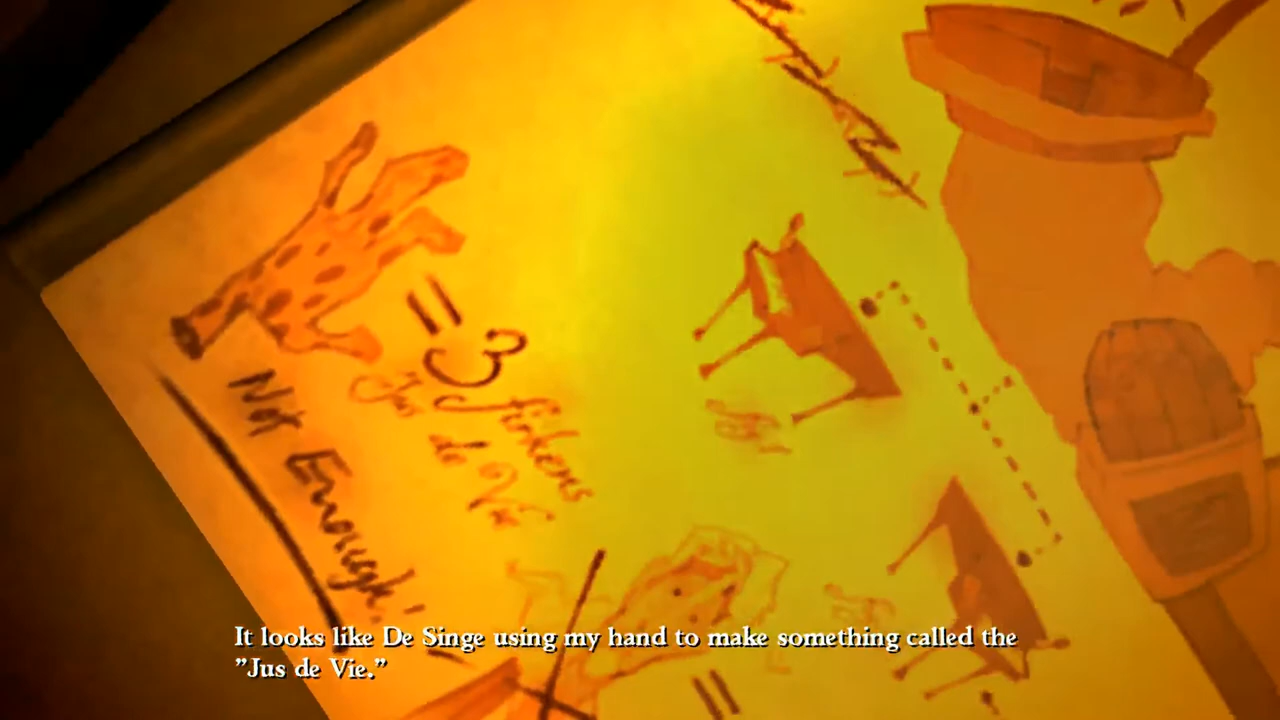 = 3 firkens
Jus
de Vie
Not Enough!
=
It looks like De Singe using my hand to make something called the
"Jus de Vie."